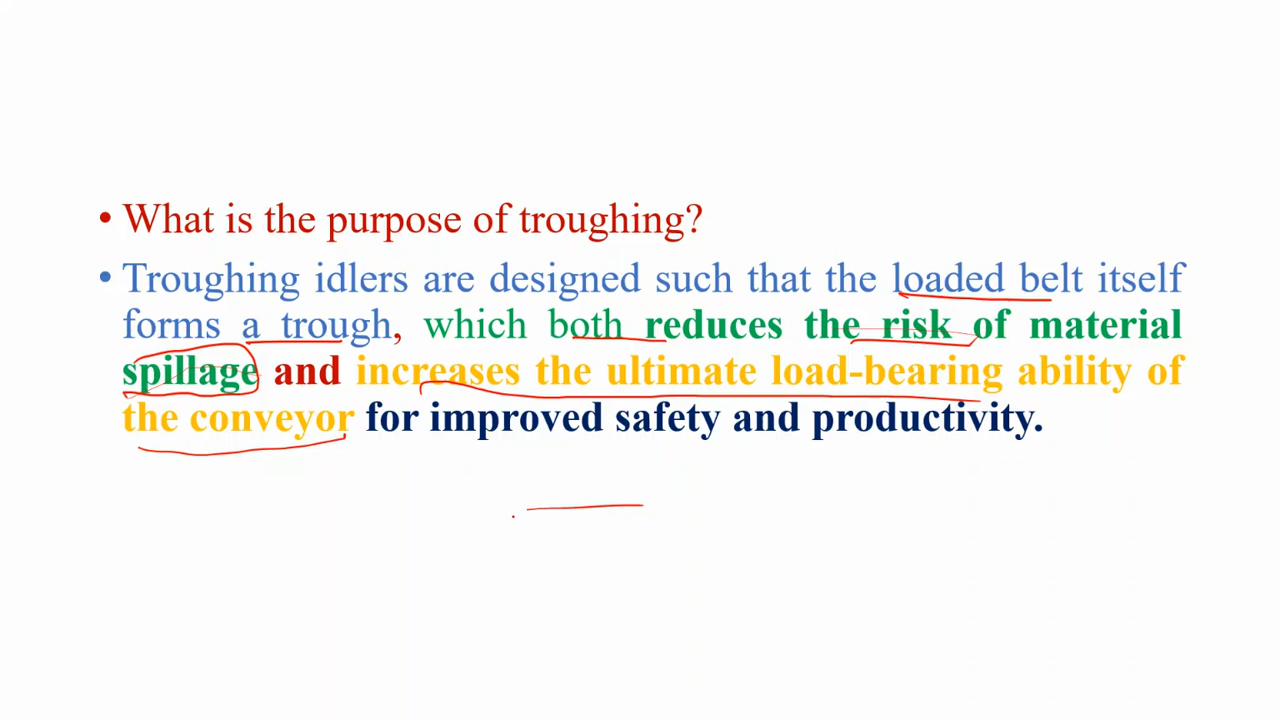 • What is the purpose of troughing?
• Troughing idlers are designed such that the loaded belt itself
forms a trough, which both reduces the risk of material
spillage and increases the ultimate load-bearing ability of
the conveyor for improved safety and productivity.